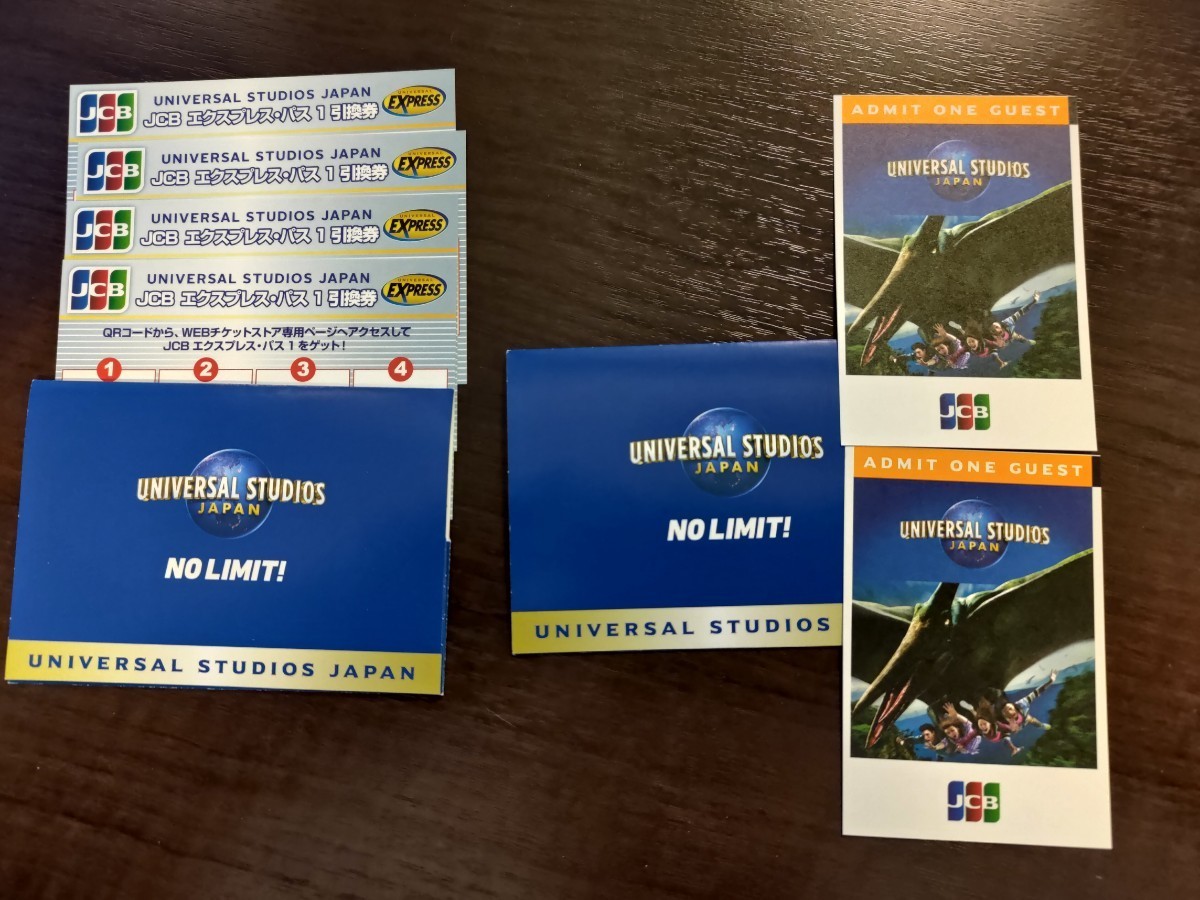 JCB
UNIVERSAL STUDIOS JAPAN
JCB エクスプレス・パス 1 引換券
UNIVERSAL
EXPRESS
JCB
UNIVERSAL STUDIOS JAPAN
JCB エクスプレス・パス 1 引換券
UNIVERSAL
EXPRESS
JCB
UNIVERSAL STUDIOS JAPAN
JCB エクスプレス・パス 1 引換券
UNIVERSAL
EXPRESS
JCB
UNIVERSAL STUDIOS JAPAN
JCB エクスプレス・パス 1 引換券
UNIVERSAL
EXPRESS
QRコードから、WEBチケットストア専用ページへアクセスして
JCB エクスプレス・パス 1 をゲット！
1 2 3 4
UNIVERSAL STUDIOS
JAPAN
NO LIMIT!
UNIVERSAL STUDIOS JAPAN
UNIVERSAL STUDIOS
JAPAN
NO LIMIT!
UNIVERSAL STUDIOS
ADMIT ONE GUEST
UNIVERSAL STUDIOS
JAPAN
JCB
ADMIT ONE GUEST
UNIVERSAL STUDIOS
JAPAN
JCB